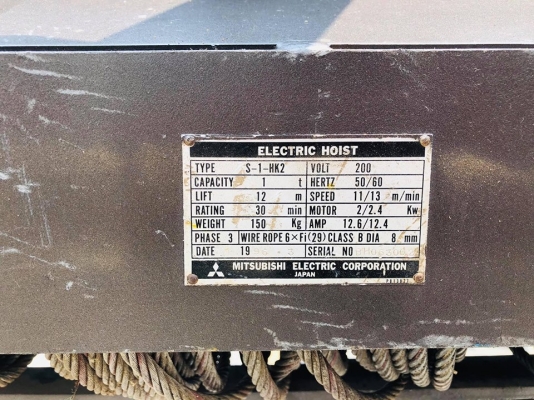 ELECTRIC HOIST
TYPE S-1-HK2 VOLT 200
CAPACITY 1 t HERTZ 50/60
LIFT 12 m SPEED 11/13 m/min
RATING 30 min MOTOR 2/2.4 Kw
WEIGHT 150 Kg AMP 12.6/12.4
PHASE 3 WIRE ROPE 6×Fi(29) CLASS B DIA 8 mm
DATE 19 SERIAL NO
MITSUBISHI ELECTRIC CORPORATION
JAPAN